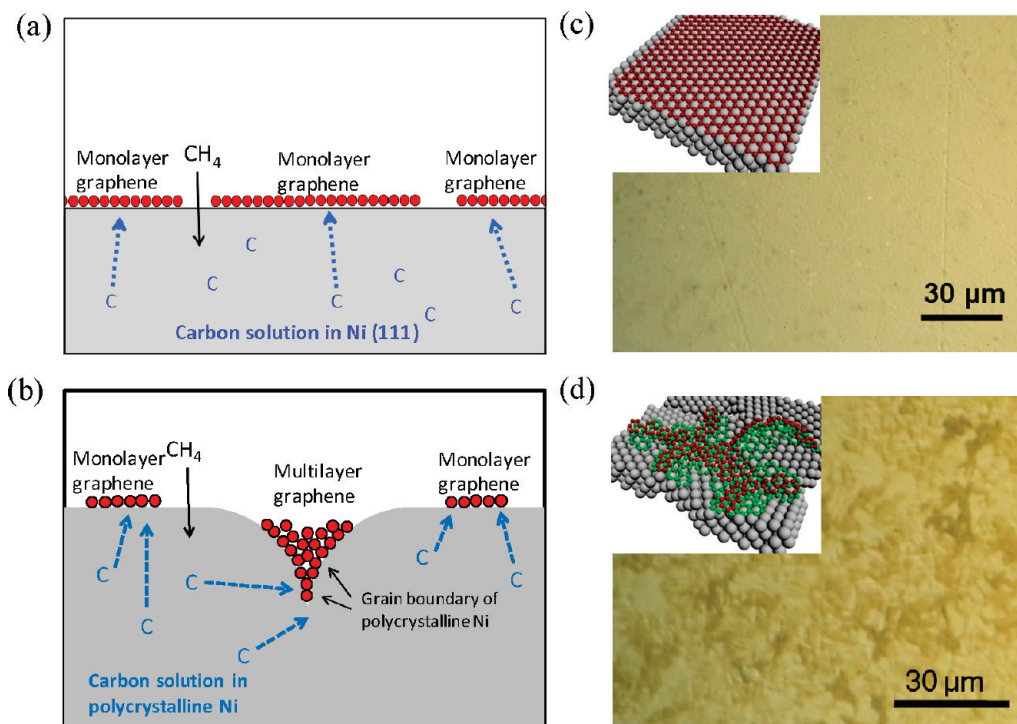 (a)
Monolayer
graphene
CH4
Monolayer
graphene
Monolayer
graphene
C
C
C
C
C
C
C
Carbon solution in Ni (111)
(b)
Monolayer
graphene
CH4
Multilayer
graphene
Monolayer
graphene
C
C
C
C
C
C
Grain boundary of
polycrystalline Ni
Carbon solution in
polycrystalline Ni
(c)
30 µm
(d)
30 µm